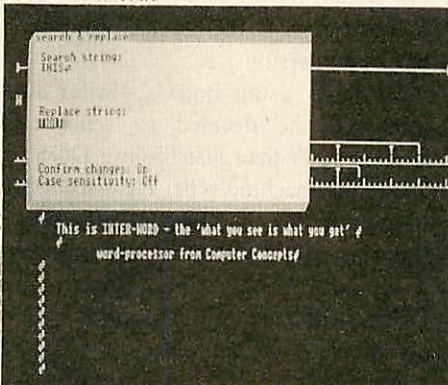 search & replace
Search string:
THIS
Replace string:
THAT
Confirm changes: On
Case sensitivity: Off
This is INTER-WORD - the 'what you see is what you get'
word-processor from Computer Concepts